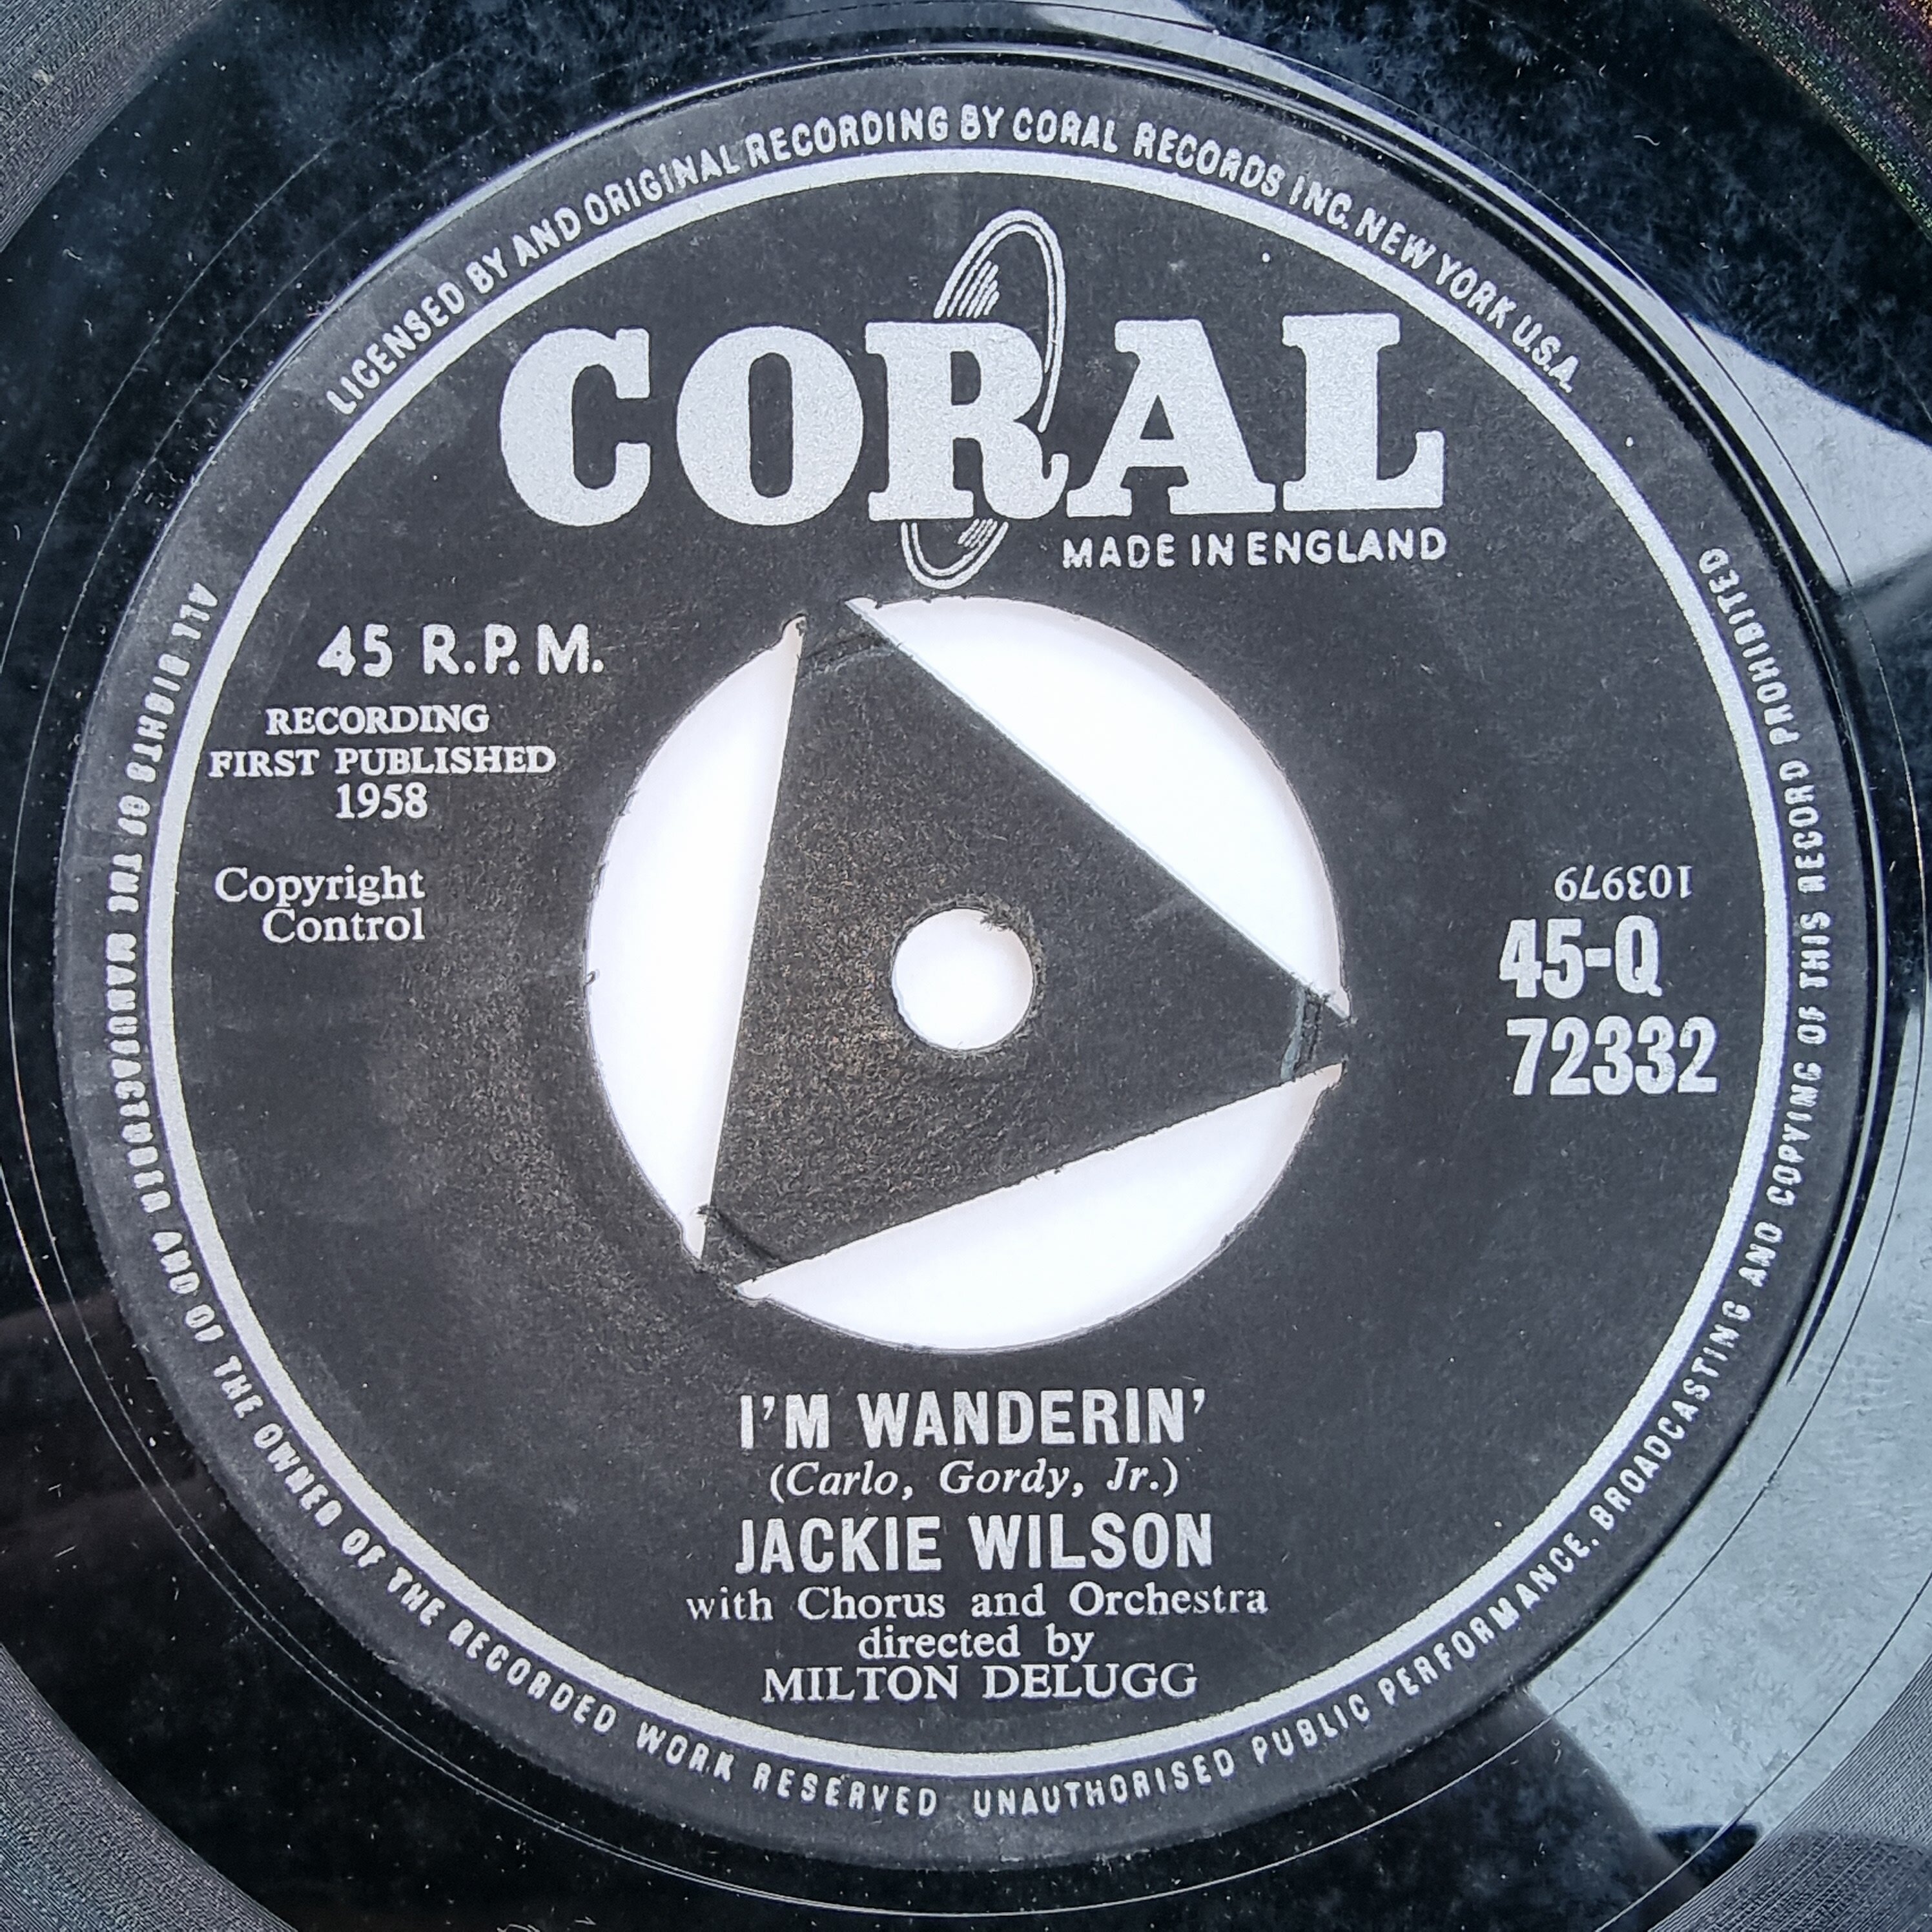 LICENSED BY AND ORIGINAL RECORDING BY CORAL RECORDS INC. NEW YORK U.S.A.
CORAL
MADE IN ENGLAND
45 R.P.M.
RECORDING
FIRST PUBLISHED
1958
Copyright
Control
103979
45-Q
72332
I'M WANDERIN'
(Carlo, Gordy, Jr.)
JACKIE WILSON
with Chorus and Orchestra
directed by
MILTON DELUGG
ALL RIGHTS OF THE MANUFACTURER AND OF THE OWNER OF THE RECORDED WORK RESERVED UNAUTHORISED PUBLIC PERFORMANCE, BROADCASTING AND COPYING OF THIS RECORD PROHIBITED